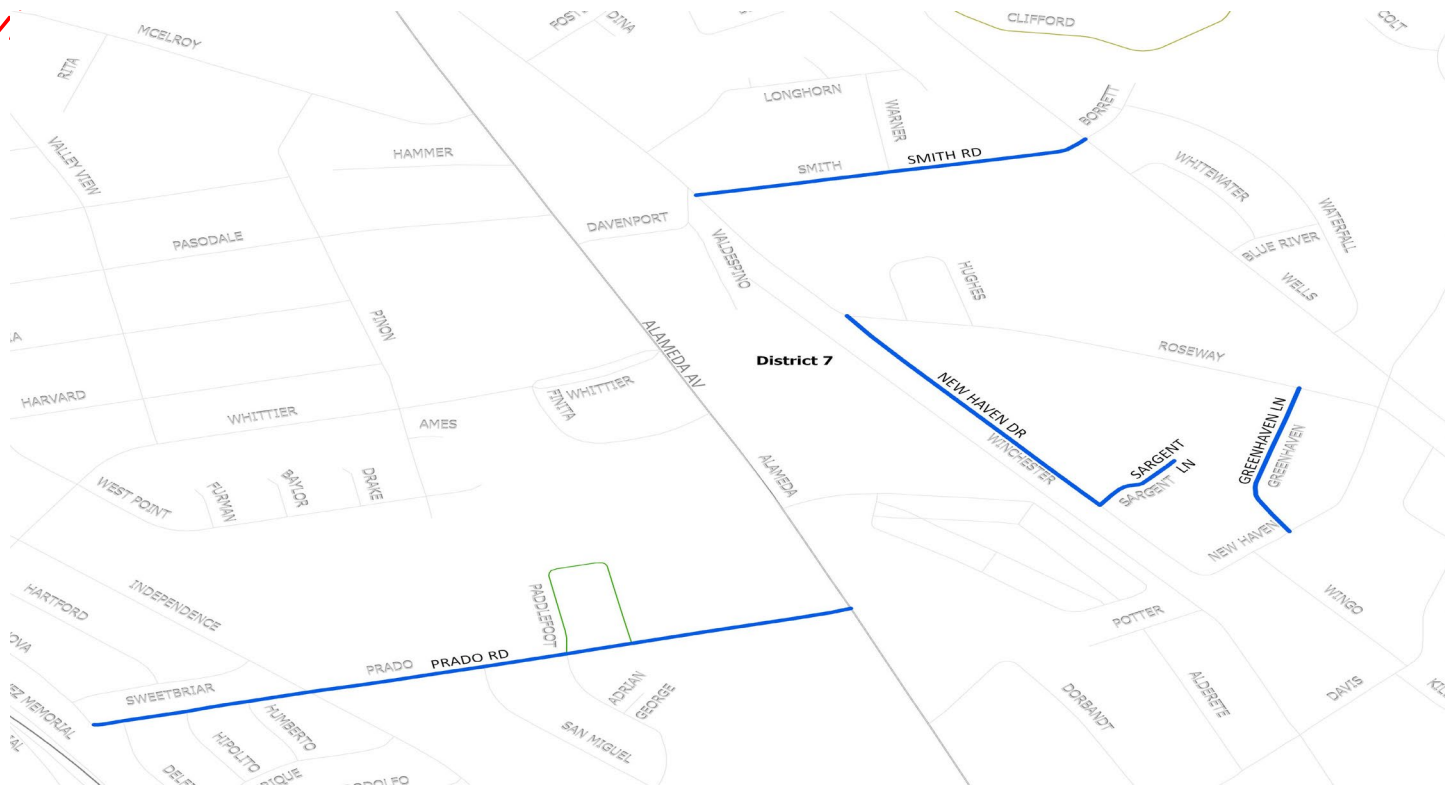 CLIFFORD
COLT
DINA
MCELROY
RITA
LONGHORN
BORRETT
WARNER
HAMMER
SMITH RD
SMITH
VALLEY VIEW
WHITEWATER
DAVENPORT
WATERFALL
PASODALE
VALDESPINO
BLUE RIVER
HUGHES
WELLS
PINON
ALAMEDA AV
ROSEWAY
District 7
HARVARD
WHITTIER
FINITA
NEW HAVEN DR
WHITTIER
AMES
GREENHAVEN LN
GREENHAVEN
WINCHESTER
SARGENT
LN
SARGENT
ALAMEDA
WEST POINT
FURMAN
BAYLOR
DRAKE
NEW HAVEN
HARTFORD
INDEPENDENCE
PADDLEFOOT
WINGO
POTTER
PRADO
PRADO RD
SWEETBRIAR
ADRIAN
GEORGE
DORBANDT
ALDERETE
DAVIS
MEMORIAL
HUMBERTO
HIPOLITO
SAN MIGUEL